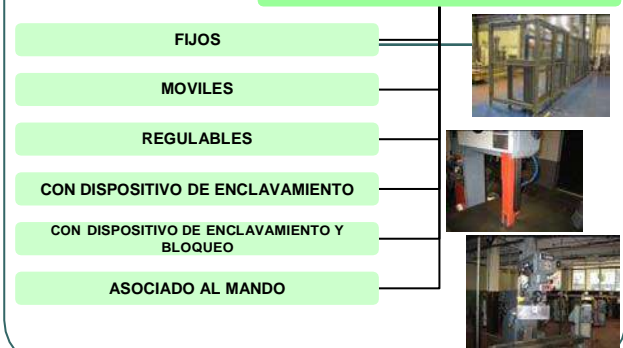 FIJOS
MOVILES
REGULABLES
CON DISPOSITIVO DE ENCLAVAMIENTO
CON DISPOSITIVO DE ENCLAVAMIENTO Y
BLOQUEO
ASOCIADO AL MANDO